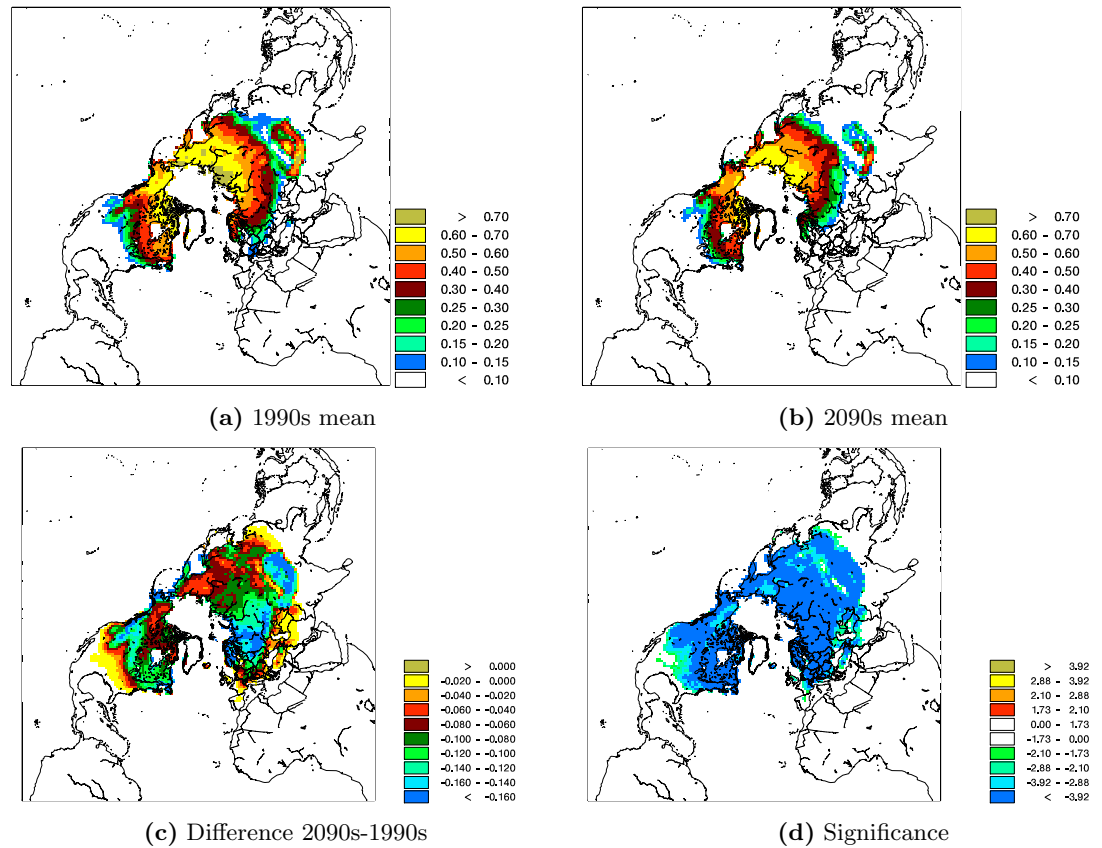 > 0.70
0.60 - 0.70
0.50 - 0.60
0.40 - 0.50
0.30 - 0.40
0.25 - 0.30
0.20 - 0.25
0.15 - 0.20
0.10 - 0.15
< 0.10
(a) 1990s mean
> 0.70
0.60 - 0.70
0.50 - 0.60
0.40 - 0.50
0.30 - 0.40
0.25 - 0.30
0.20 - 0.25
0.15 - 0.20
0.10 - 0.15
< 0.10
(b) 2090s mean
> 0.000
-0.020 - 0.000
-0.040 - -0.020
-0.060 - -0.040
-0.080 - -0.060
-0.100 - -0.080
-0.120 - -0.100
-0.140 - -0.120
-0.160 - -0.140
< -0.160
(c) Difference 2090s-1990s
> 3.92
2.88 - 3.92
2.10 - 2.88
1.73 - 2.10
0.00 - 1.73
-1.73 - 0.00
-2.10 - -1.73
-2.88 - -2.10
-3.92 - -2.88
< -3.92
(d) Significance